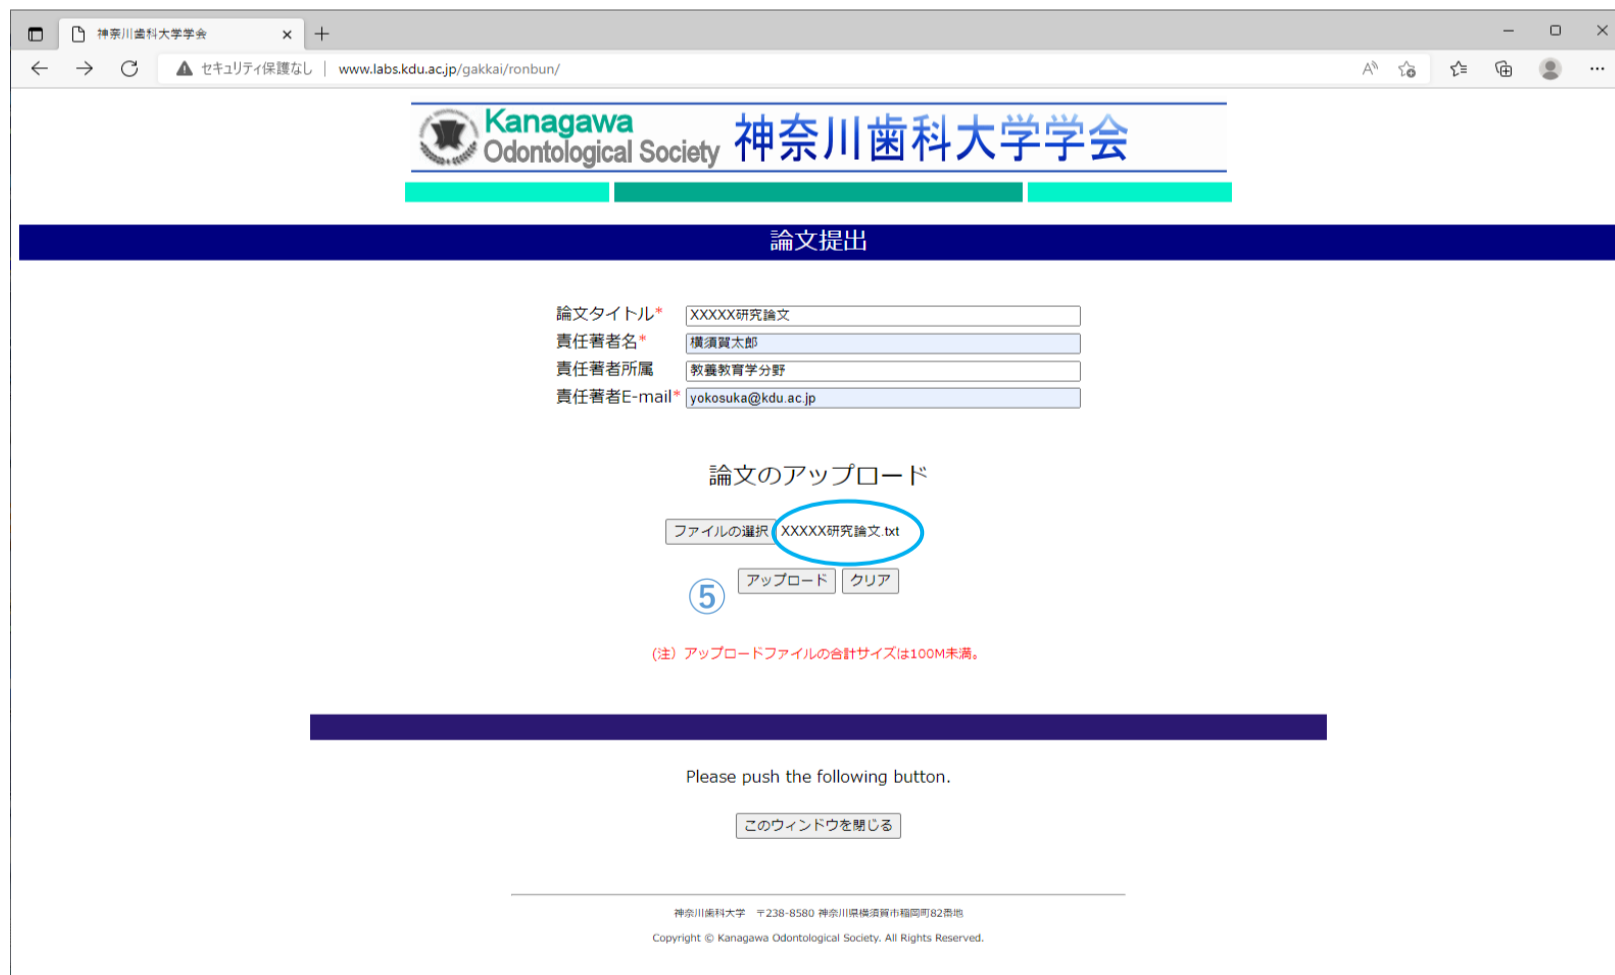 神奈川歯科大学学会
セキュリティ保護なし | www.labs.kdu.ac.jp/gakkai/ronbun/
Kanagawa
Odontological Society
神奈川歯科大学学会
論文提出
論文タイトル* XXXXX研究論文
責任著者名* 横須賀太郎
責任著者所属 教養教育学分野
責任著者E-mail* yokosuka@kdu.ac.jp
論文のアップロード
ファイルの選択 XXXXX研究論文.txt
⑤ アップロード クリア
(注）アップロードファイルの合計サイズは100M未満。
Please push the following button.
このウィンドウを閉じる
神奈川歯科大学　〒238-8580 神奈川県横須賀市稲岡町82番地
Copyright © Kanagawa Odontological Society. All Rights Reserved.